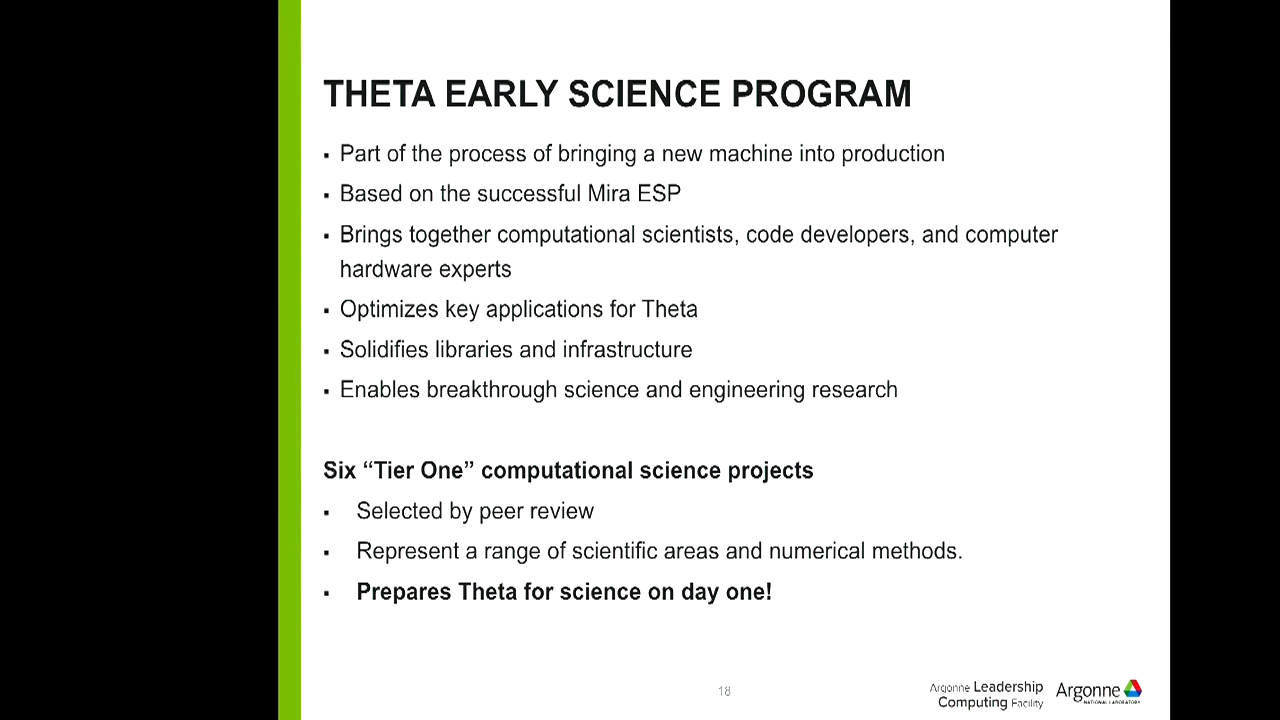 THETA EARLY SCIENCE PROGRAM
▪ Part of the process of bringing a new machine into production
▪ Based on the successful Mira ESP
▪ Brings together computational scientists, code developers, and computer
hardware experts
▪ Optimizes key applications for Theta
▪ Solidifies libraries and infrastructure
▪ Enables breakthrough science and engineering research
Six “Tier One” computational science projects
▪ Selected by peer review
▪ Represent a range of scientific areas and numerical methods.
▪ Prepares Theta for science on day one!
18
Argonne Leadership
Computing Facility
Argonne
NATIONAL LABORATORY